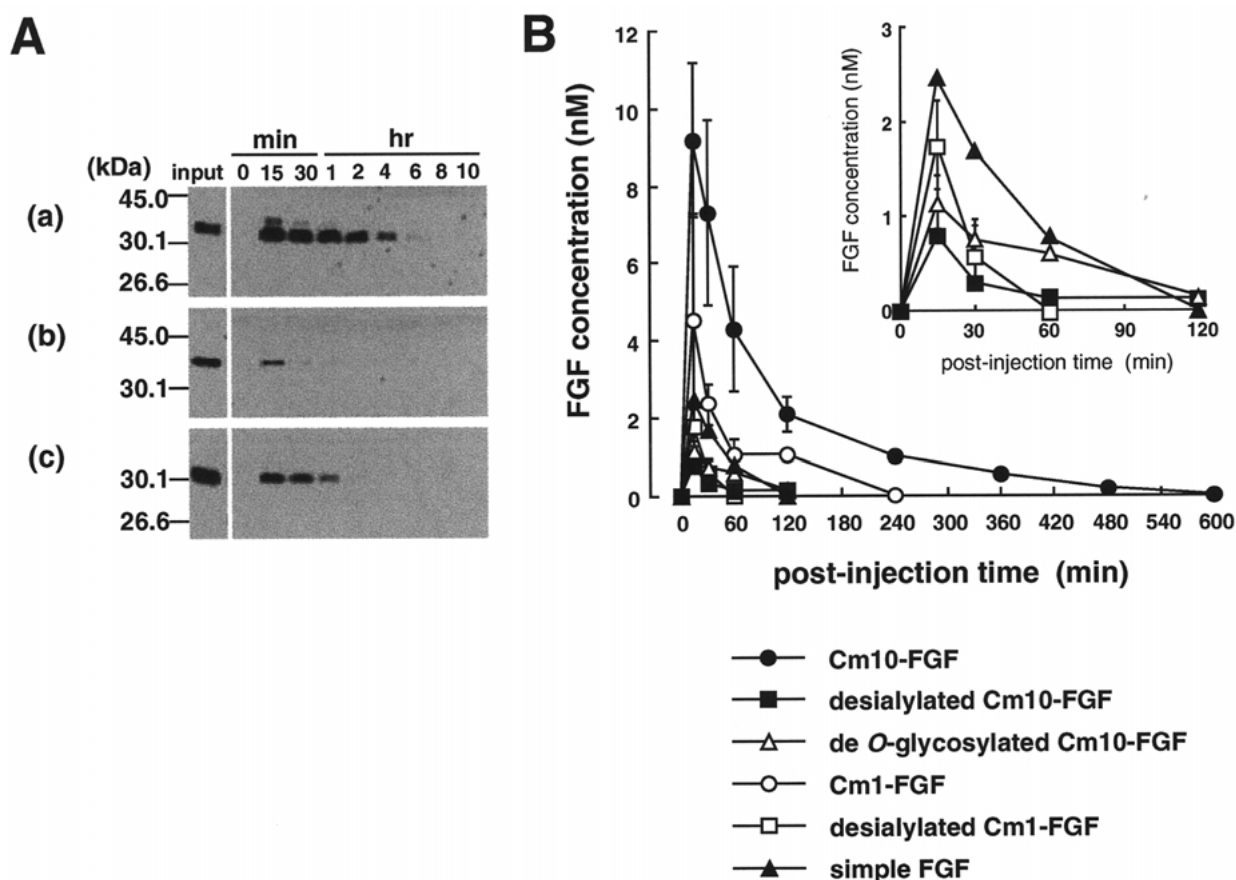 A
min hr
(kDa) input 0 15 30 1 2 4 6 8 10
(a)
45.0
30.1
26.6
(b)
45.0
30.1
(c)
30.1
26.6
B
12
10
8
6
4
2
0
FGF concentration (nM)
0 60 120 180 240 300 360 420 480 540 600
post-injection time (min)
3
2
1
0
FGF concentration (nM)
0 30 60 90 120
post-injection time (min)
Cm10-FGF
desialylated Cm10-FGF
de O-glycosylated Cm10-FGF
Cm1-FGF
desialylated Cm1-FGF
simple FGF